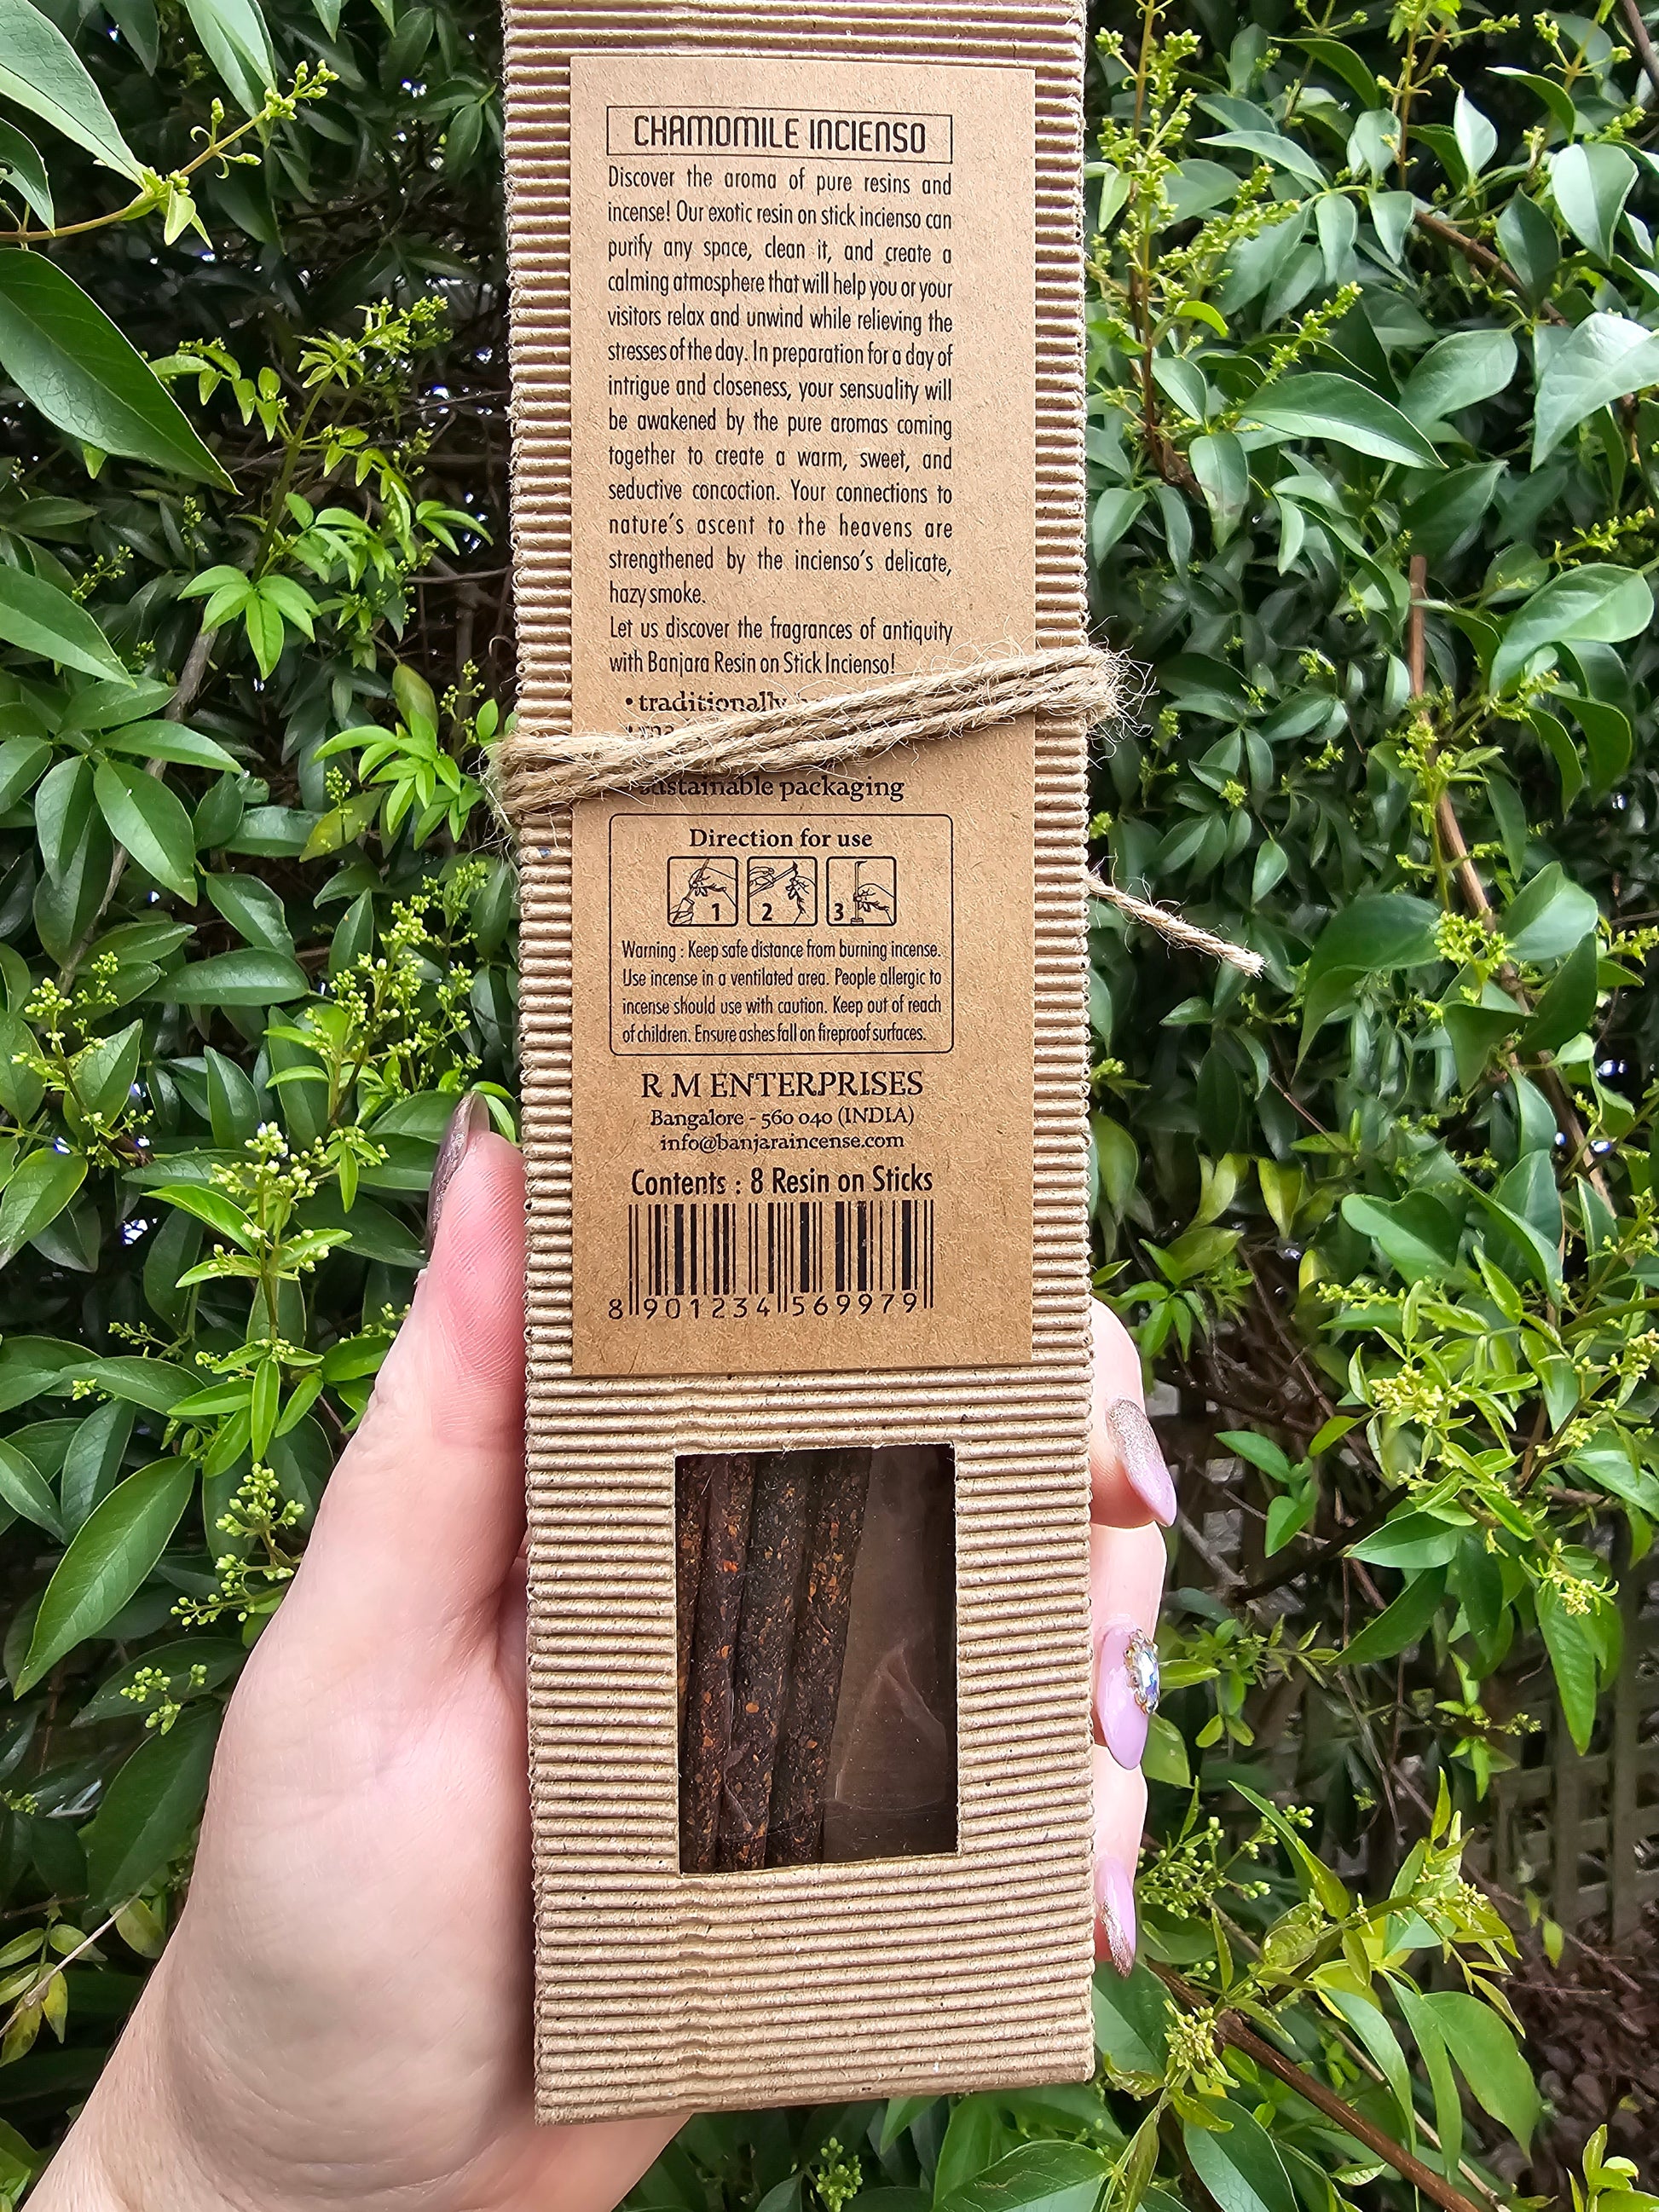 CHAMOMILE INCIENSO
Discover the aroma of pure resins and
incense! Our exotic resin on stick incienso can
purify any space, clean it, and create a
calming atmosphere that will help you or your
visitors relax and unwind while relieving the
stresses of the day. In preparation for a day of
intrigue and closeness, your sensuality will
be awakened by the pure aromas coming
together to create a warm, sweet, and
seductive concoction. Your connections to
nature's ascent to the heavens are
strengthened by the incienso's delicate,
hazy smoke.
Let us discover the fragrances of antiquity
with Banjara Resin on Stick Incienso!
• traditionally
sustainable packaging
Direction for use
1 2 3
Warning : Keep safe distance from burning incense.
Use incense in a ventilated area. People allergic to
incense should use with caution. Keep out of reach
of children. Ensure ashes fall on fireproof surfaces.
R M ENTERPRISES
Bangalore - 560 040 (INDIA)
info@banjaraincense.com
Contents : 8 Resin on Sticks
8 901234 569979